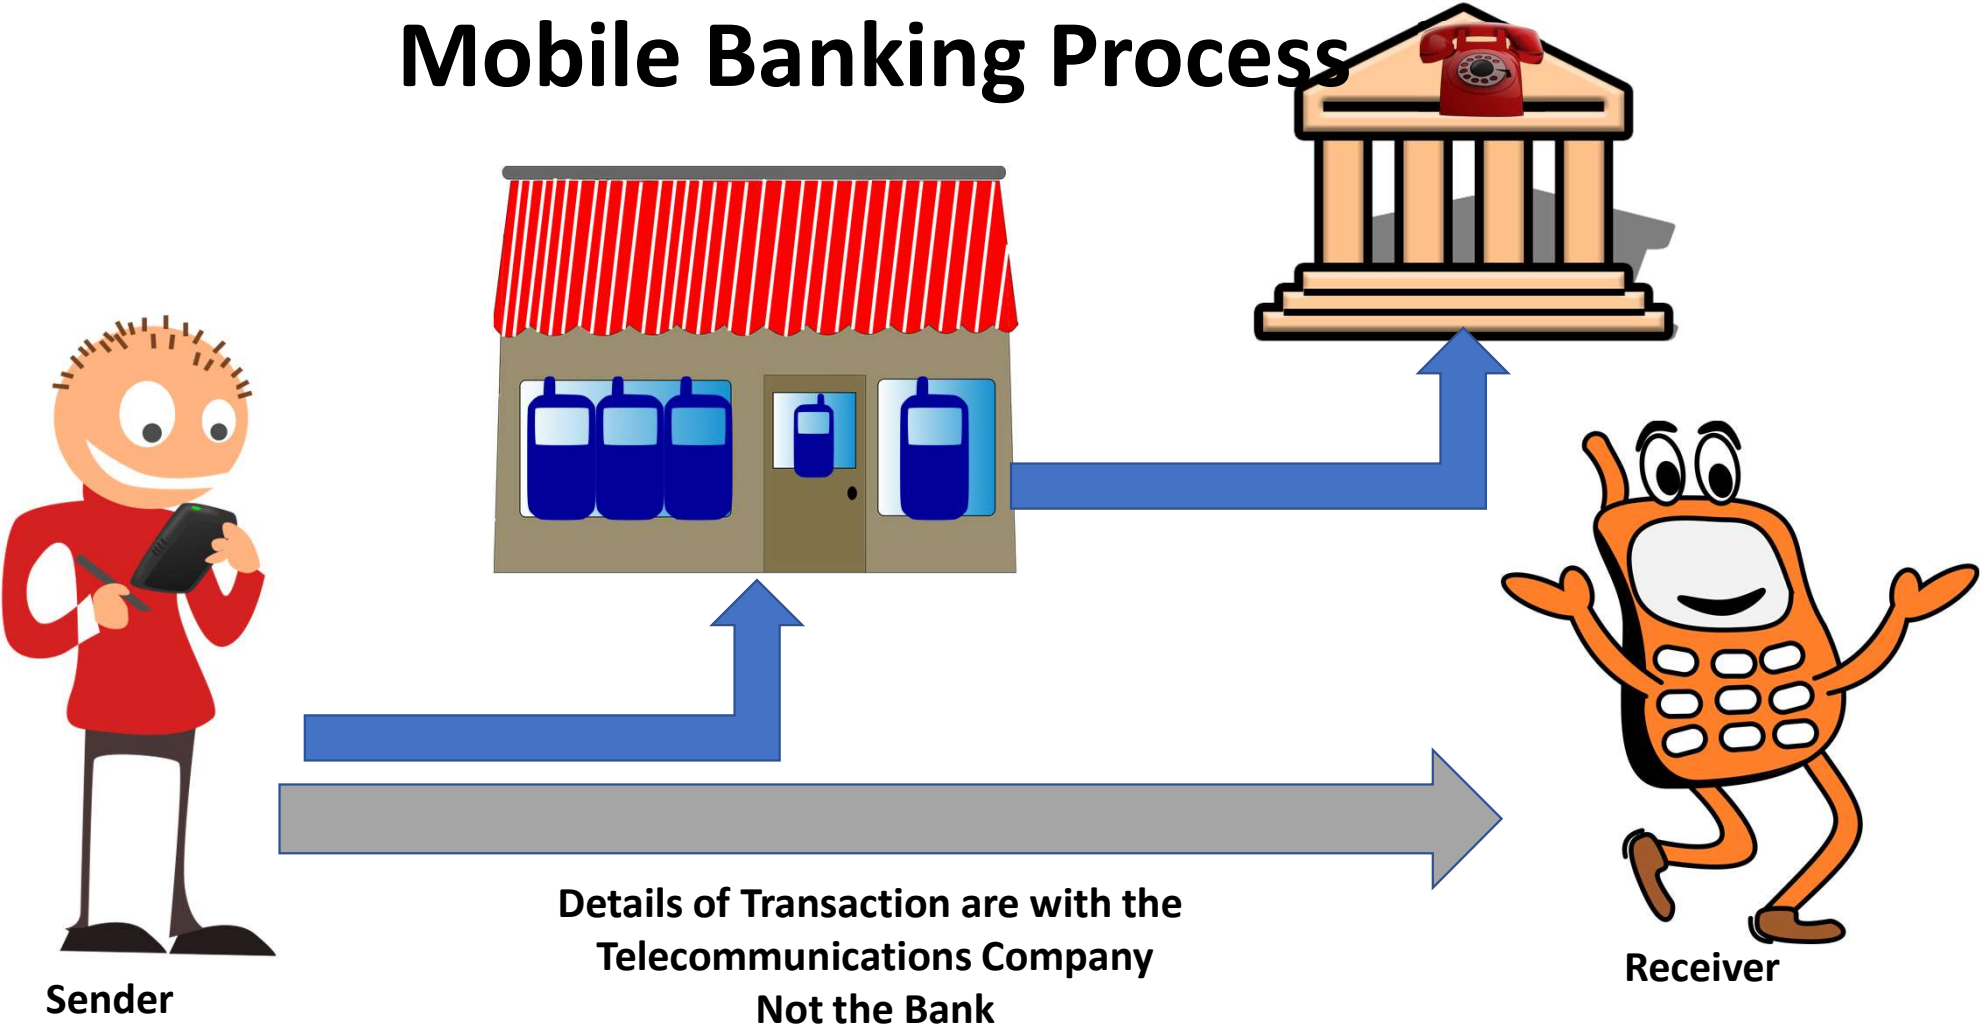 Mobile Banking Process
Details of Transaction are with the
Telecommunications Company
Not the Bank
Sender
Receiver